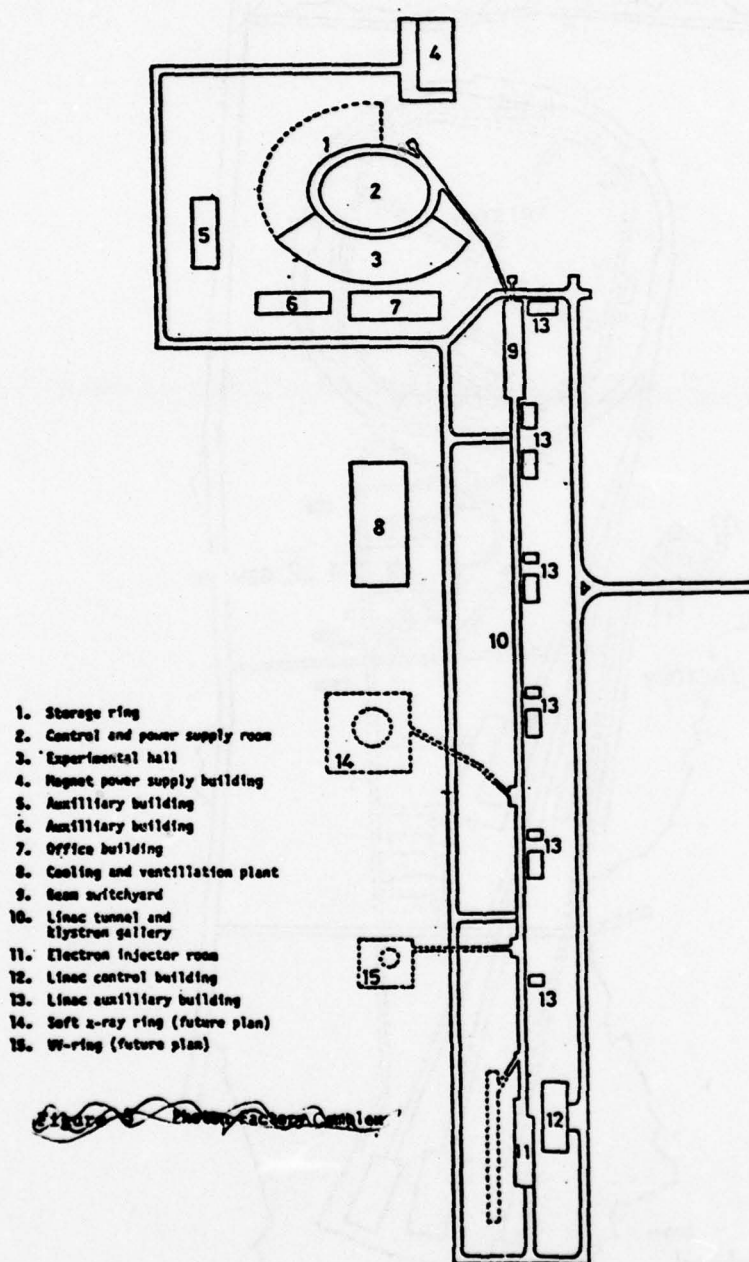 4
1
2
5
3
6
7
13
9
13
8
13
10
13
14
13
15
13
12
11
1. Storage ring
2. Control and power supply room
3. Experimental hall
4. Magnet power supply building
5. Auxilliary building
6. Auxilliary building
7. Office building
8. Cooling and ventillation plant
9. Beam switchyard
10. Linac tunnel and
klystron gallery
11. Electron injector room
12. Linac control building
13. Linac auxilliary building
14. Soft x-ray ring (future plan)
15. UV-ring (future plan)
Figure Photon Factory Complex